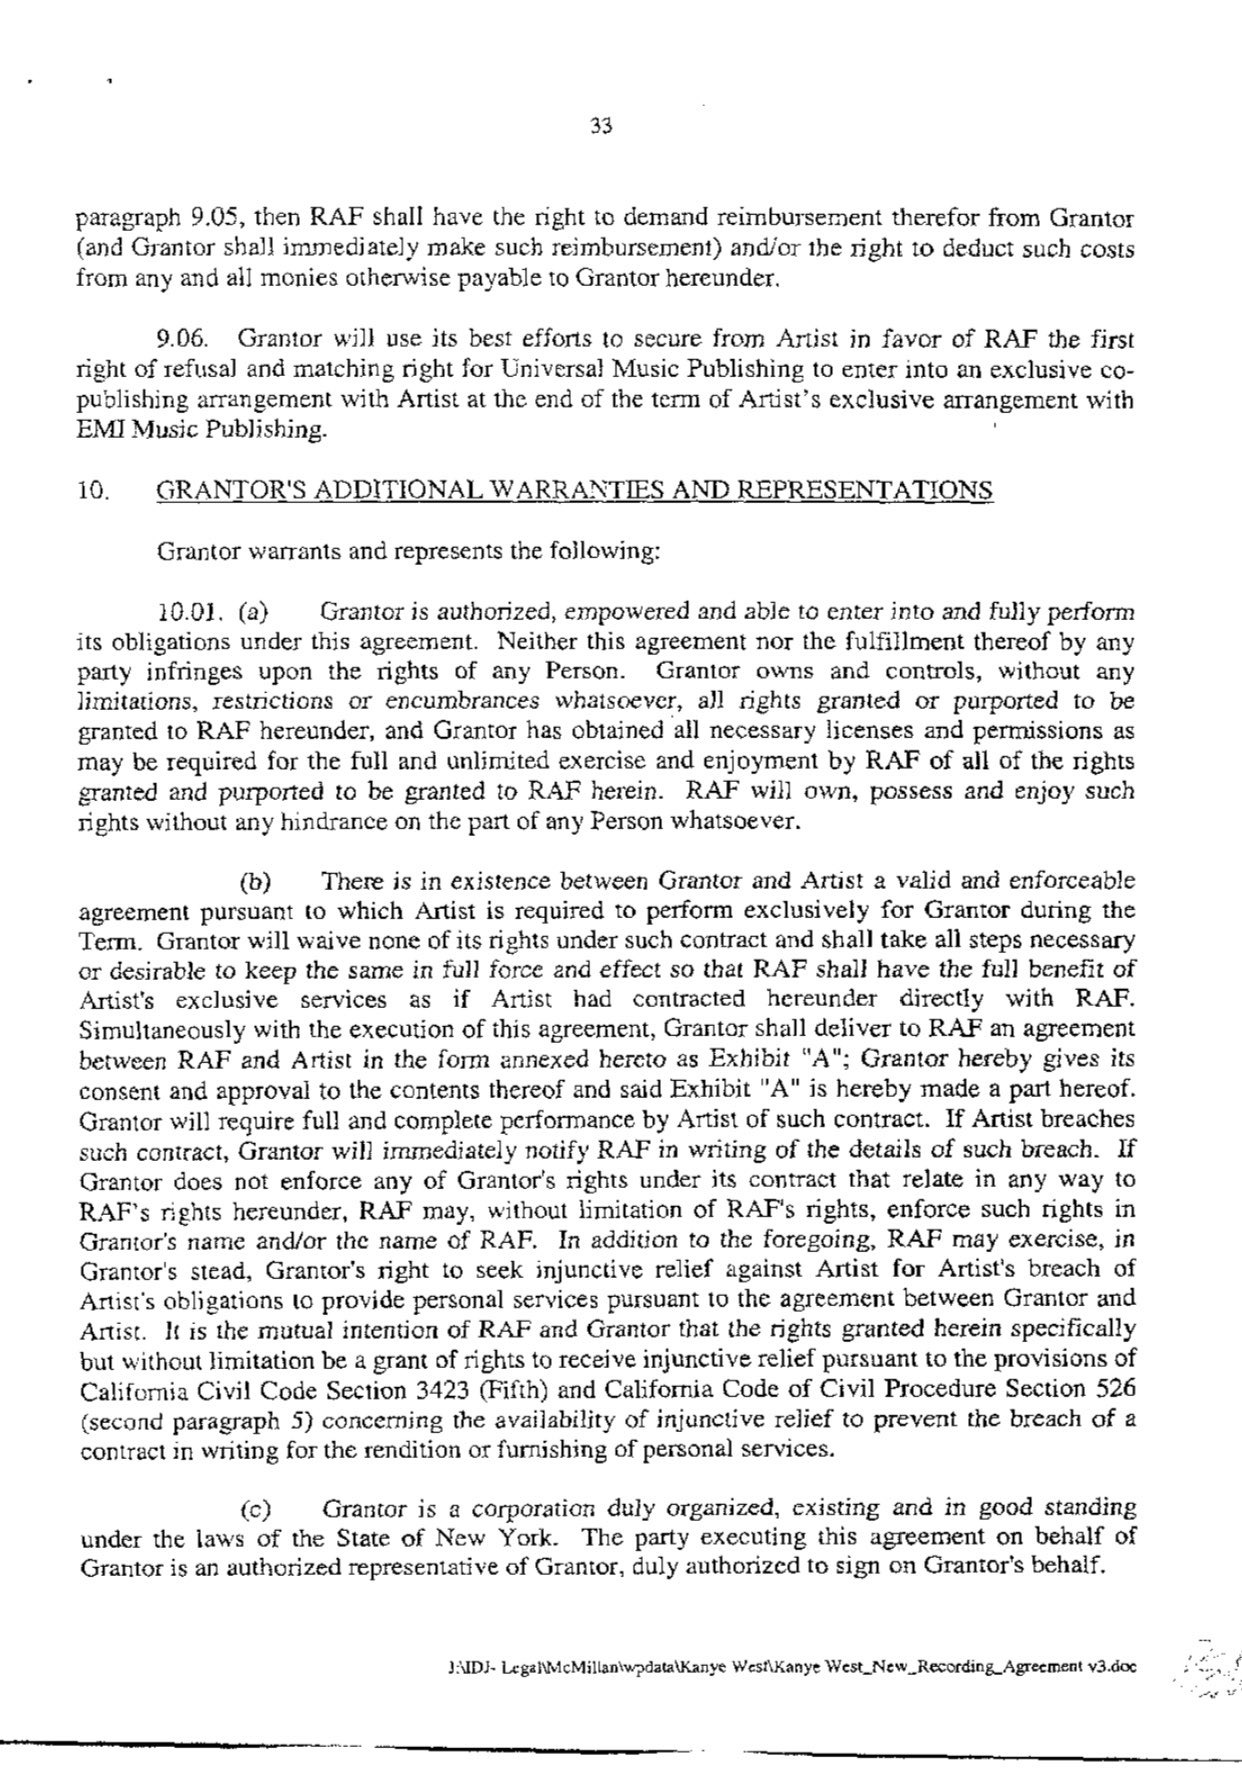 33
paragraph 9.05, then RAF shall have the right to demand reimbursement therefor from Grantor
(and Grantor shall immediately make such reimbursement) and/or the right to deduct such costs
from any and all monies otherwise payable to Grantor hereunder.
9.06. Grantor will use its best efforts to secure from Artist in favor of RAF the first
right of refusal and matching right for Universal Music Publishing to enter into an exclusive co-
publishing arrangement with Artist at the end of the term of Artist's exclusive arrangement with
EMI Music Publishing.
10. GRANTOR'S ADDITIONAL WARRANTIES AND REPRESENTATIONS
Grantor warrants and represents the following:
10.01. (a) Grantor is authorized, empowered and able to enter into and fully perform
its obligations under this agreement. Neither this agreement nor the fulfillment thereof by any
party infringes upon the rights of any Person. Grantor owns and controls, without any
limitations, restrictions or encumbrances whatsoever, all rights granted or purported to be
granted to RAF hereunder, and Grantor has obtained all necessary licenses and permissions as
may be required for the full and unlimited exercise and enjoyment by RAF of all of the rights
granted and purported to be granted to RAF herein. RAF will own, possess and enjoy such
rights without any hindrance on the part of any Person whatsoever.
(b) There is in existence between Grantor and Artist a valid and enforceable
agreement pursuant to which Artist is required to perform exclusively for Grantor during the
Term. Grantor will waive none of its rights under such contract and shall take all steps necessary
or desirable to keep the same in full force and effect so that RAF shall have the full benefit of
Artist's exclusive services as if Artist had contracted hereunder directly with RAF.
Simultaneously with the execution of this agreement, Grantor shall deliver to RAF an agreement
between RAF and Artist in the form annexed hereto as Exhibit "A"; Grantor hereby gives its
consent and approval to the contents thereof and said Exhibit "A" is hereby made a part hereof.
Grantor will require full and complete performance by Artist of such contract. If Artist breaches
such contract, Grantor will immediately notify RAF in writing of the details of such breach. If
Grantor does not enforce any of Grantor's rights under its contract that relate in any way to
RAF's rights hereunder, RAF may, without limitation of RAF's rights, enforce such rights in
Grantor's name and/or the name of RAF. In addition to the foregoing, RAF may exercise, in
Grantor's stead, Grantor's right to seek injunctive relief against Artist for Artist's breach of
Artist's obligations to provide personal services pursuant to the agreement between Grantor and
Artist. It is the mutual intention of RAF and Grantor that the rights granted herein specifically
but without limitation be a grant of rights to receive injunctive relief pursuant to the provisions of
California Civil Code Section 3423 (Fifth) and California Code of Civil Procedure Section 526
(second paragraph 5) concerning the availability of injunctive relief to prevent the breach of a
contract in writing for the rendition or furnishing of personal services.
(c) Grantor is a corporation duly organized, existing and in good standing
under the laws of the State of New York. The party executing this agreement on behalf of
Grantor is an authorized representative of Grantor, duly authorized to sign on Grantor's behalf.
J:\IDJ- Legal\McMillan\wpdata\Kanye West\Kanye West_New_Recording_Agreement v3.doc